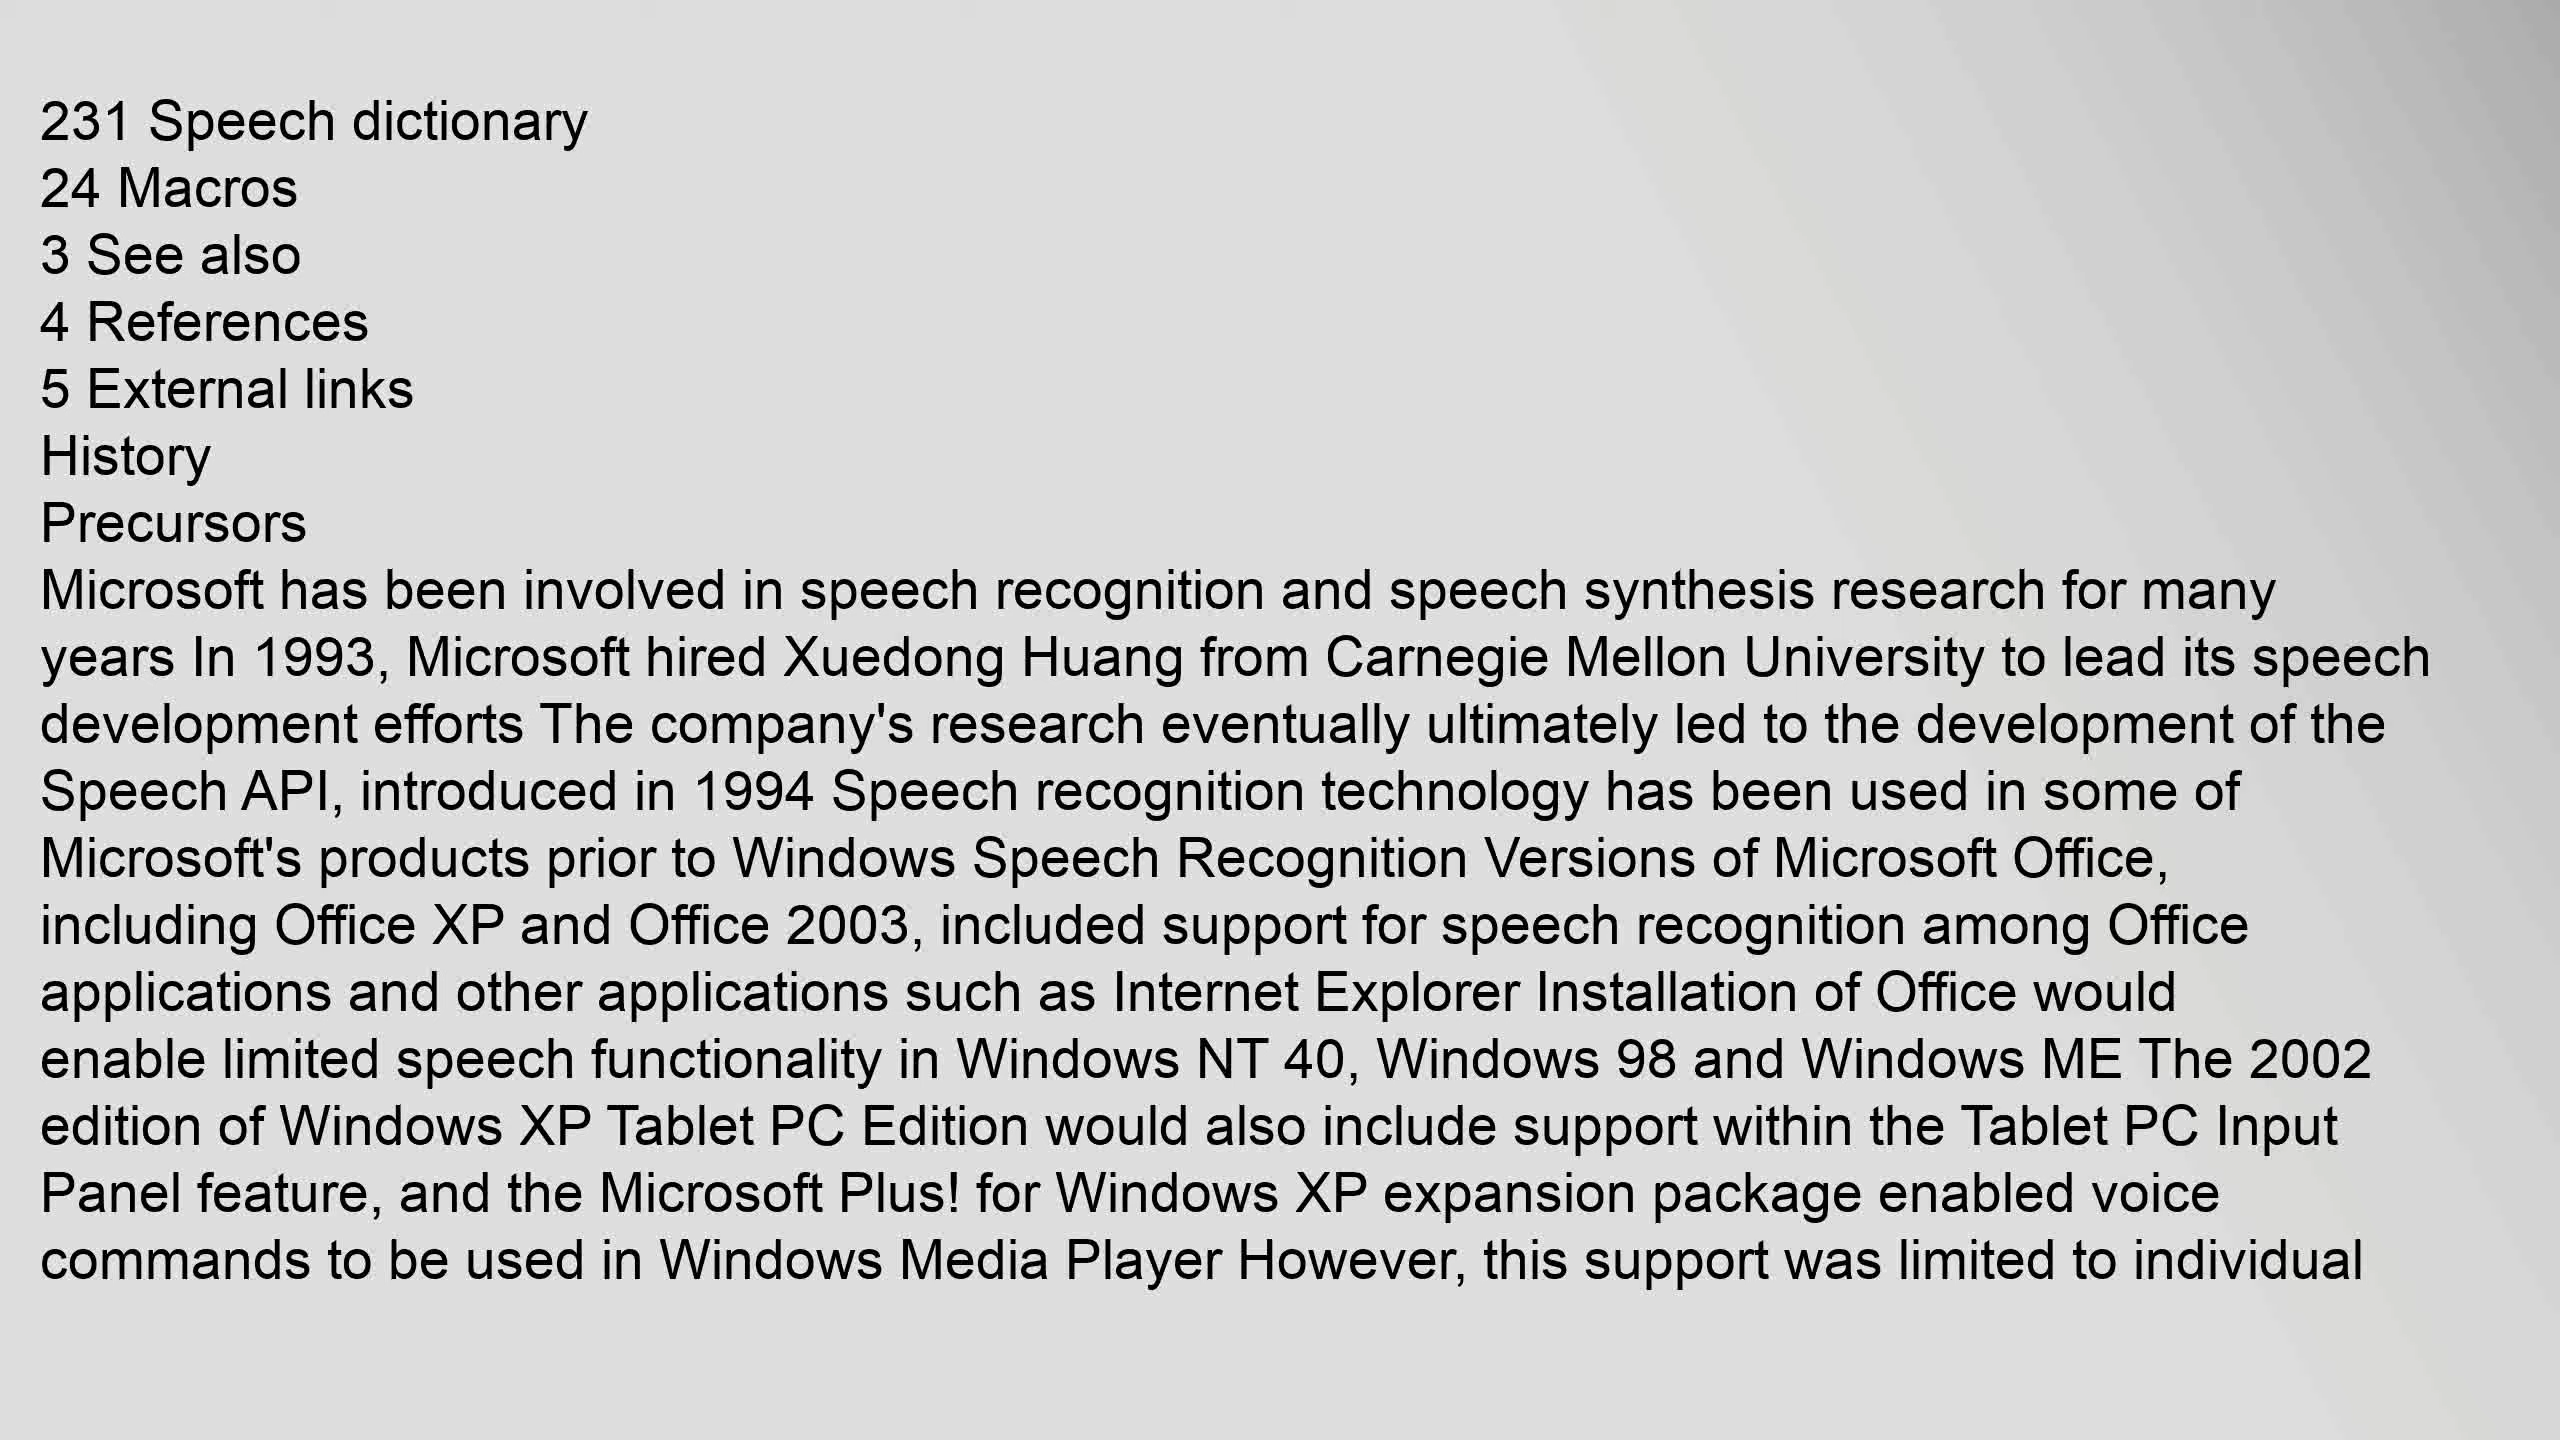 231 Speech dictionary
24 Macros
3 See also
4 References
5 External links
History
Precursors
Microsoft has been involved in speech recognition and speech synthesis research for many
years In 1993, Microsoft hired Xuedong Huang from Carnegie Mellon University to lead its speech
development efforts The company's research eventually ultimately led to the development of the
Speech API, introduced in 1994 Speech recognition technology has been used in some of
Microsoft's products prior to Windows Speech Recognition Versions of Microsoft Office,
including Office XP and Office 2003, included support for speech recognition among Office
applications and other applications such as Internet Explorer Installation of Office would
enable limited speech functionality in Windows NT 40, Windows 98 and Windows ME The 2002
edition of Windows XP Tablet PC Edition would also include support within the Tablet PC Input
Panel feature, and the Microsoft Plus! for Windows XP expansion package enabled voice
commands to be used in Windows Media Player However, this support was limited to individual